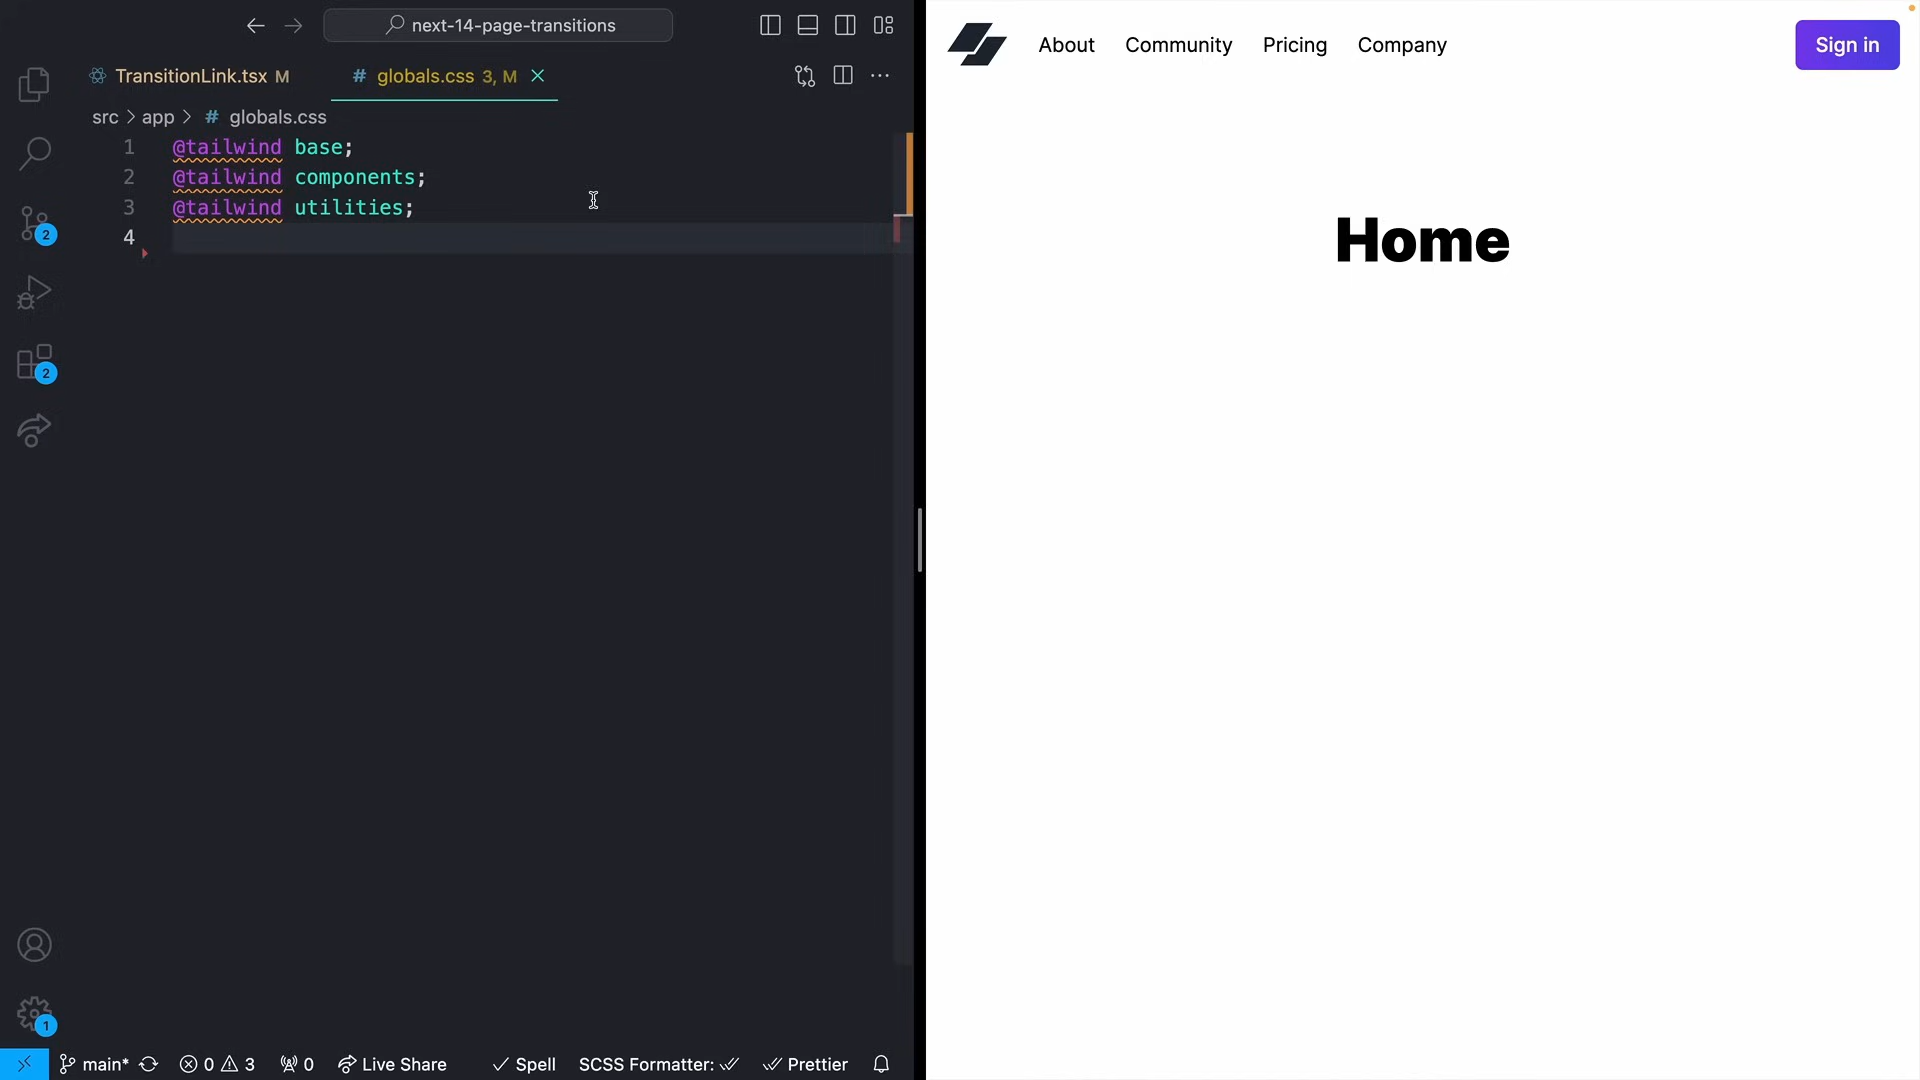 next-14-page-transitions
TransitionLink.tsx M
# globals.css 3, M
src > app > # globals.css
1 @tailwind base;
2 @tailwind components;
3 @tailwind utilities;
4
2
2
1
main* 0 3 0 Live Share Spell SCSS Formatter: Prettier
About Community Pricing Company Sign in
Home